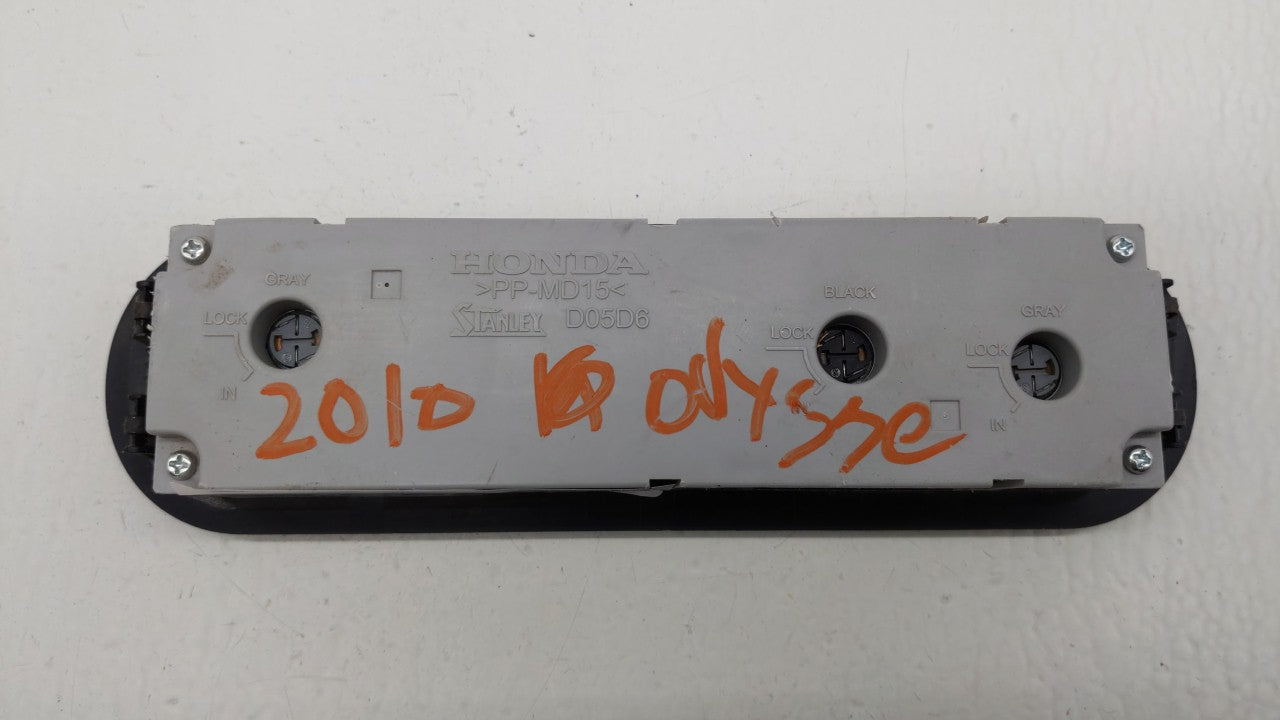 HONDA
>PP-MD15<
STANLEY D05D6
GRAY
LOCK
IN
BLACK
LOCK
GRAY
LOCK
IN
2010 odysse